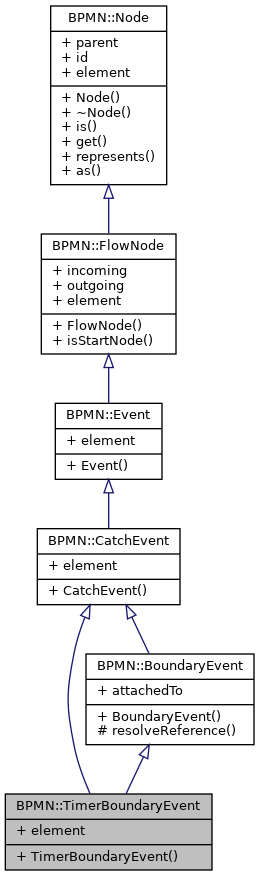 BPMN::Node
+ parent
+ id
+ element
+ Node()
+ ~Node()
+ is()
+ get()
+ represents()
+ as()
BPMN::FlowNode
+ incoming
+ outgoing
+ element
+ FlowNode()
+ isStartNode()
BPMN::Event
+ element
+ Event()
BPMN::CatchEvent
+ element
+ CatchEvent()
BPMN::BoundaryEvent
+ attachedTo
+ BoundaryEvent()
# resolveReference()
BPMN::TimerBoundaryEvent
+ element
+ TimerBoundaryEvent()